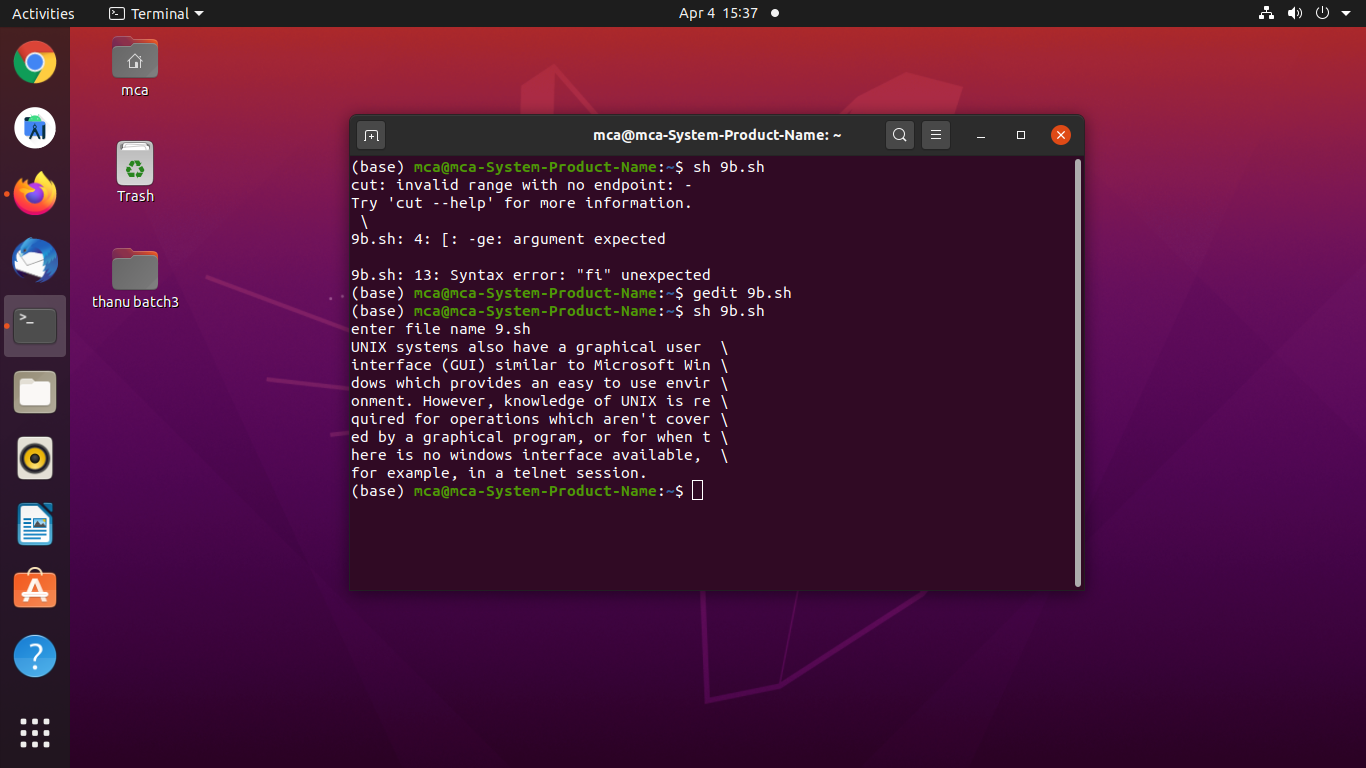 Activities
Terminal
Apr 4 15:37
mca
Trash
thanu batch3
mca@mca-System-Product-Name: ~
(base) mca@mca-System-Product-Name:~$ sh 9b.sh
cut: invalid range with no endpoint: -
Try 'cut --help' for more information.
 \
9b.sh: 4: [: -ge: argument expected

9b.sh: 13: Syntax error: "fi" unexpected
(base) mca@mca-System-Product-Name:~$ gedit 9b.sh
(base) mca@mca-System-Product-Name:~$ sh 9b.sh
enter file name 9.sh
UNIX systems also have a graphical user  \
interface (GUI) similar to Microsoft Win \
dows which provides an easy to use envir \
onment. However, knowledge of UNIX is re \
quired for operations which aren't cover \
ed by a graphical program, or for when t \
here is no windows interface available,  \
for example, in a telnet session.
(base) mca@mca-System-Product-Name:~$